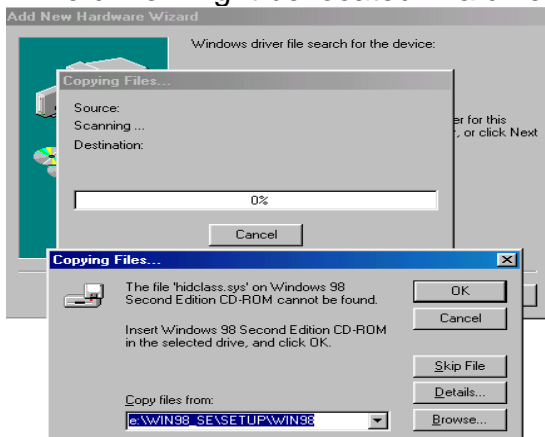 Add New Hardware Wizard
Windows driver file search for the device:
Copying Files...
Source:
Scanning ...
Destination:
er for this
, or click Next
0%
Cancel
Copying Files...
The file 'hidclass.sys' on Windows 98
Second Edition CD-ROM cannot be found.
Insert Windows 98 Second Edition CD-ROM
in the selected drive, and click OK.
Copy files from:
e:\WIN98_SE\SETUP\WIN98
OK
Cancel
Skip File
Details...
Browse...